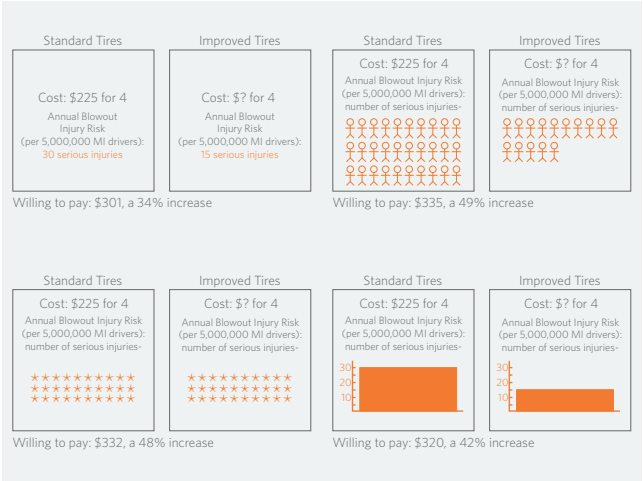 Standard Tires
Improved Tires
Cost: $225 for 4
Annual Blowout
Injury Risk
(per 5,000,000 MI drivers):
30 serious injuries
Cost: $? for 4
Annual Blowout
Injury Risk
(per 5,000,000 MI drivers):
15 serious injuries
Willing to pay: $301, a 34% increase
Standard Tires
Improved Tires
Cost: $225 for 4
Annual Blowout Injury Risk
(per 5,000,000 MI drivers):
number of serious injuries-
Cost: $? for 4
Annual Blowout Injury Risk
(per 5,000,000 MI drivers):
number of serious injuries-
Willing to pay: $335, a 49% increase
Standard Tires
Improved Tires
Cost: $225 for 4
Annual Blowout Injury Risk
(per 5,000,000 MI drivers):
number of serious injuries-
Cost: $? for 4
Annual Blowout Injury Risk
(per 5,000,000 MI drivers):
number of serious injuries-
Willing to pay: $332, a 48% increase
Standard Tires
Improved Tires
Cost: $225 for 4
Annual Blowout Injury Risk
(per 5,000,000 MI drivers):
number of serious injuries-
30
20
10
Cost: $? for 4
Annual Blowout Injury Risk
(per 5,000,000 MI drivers):
number of serious injuries-
30
20
10
Willing to pay: $320, a 42% increase